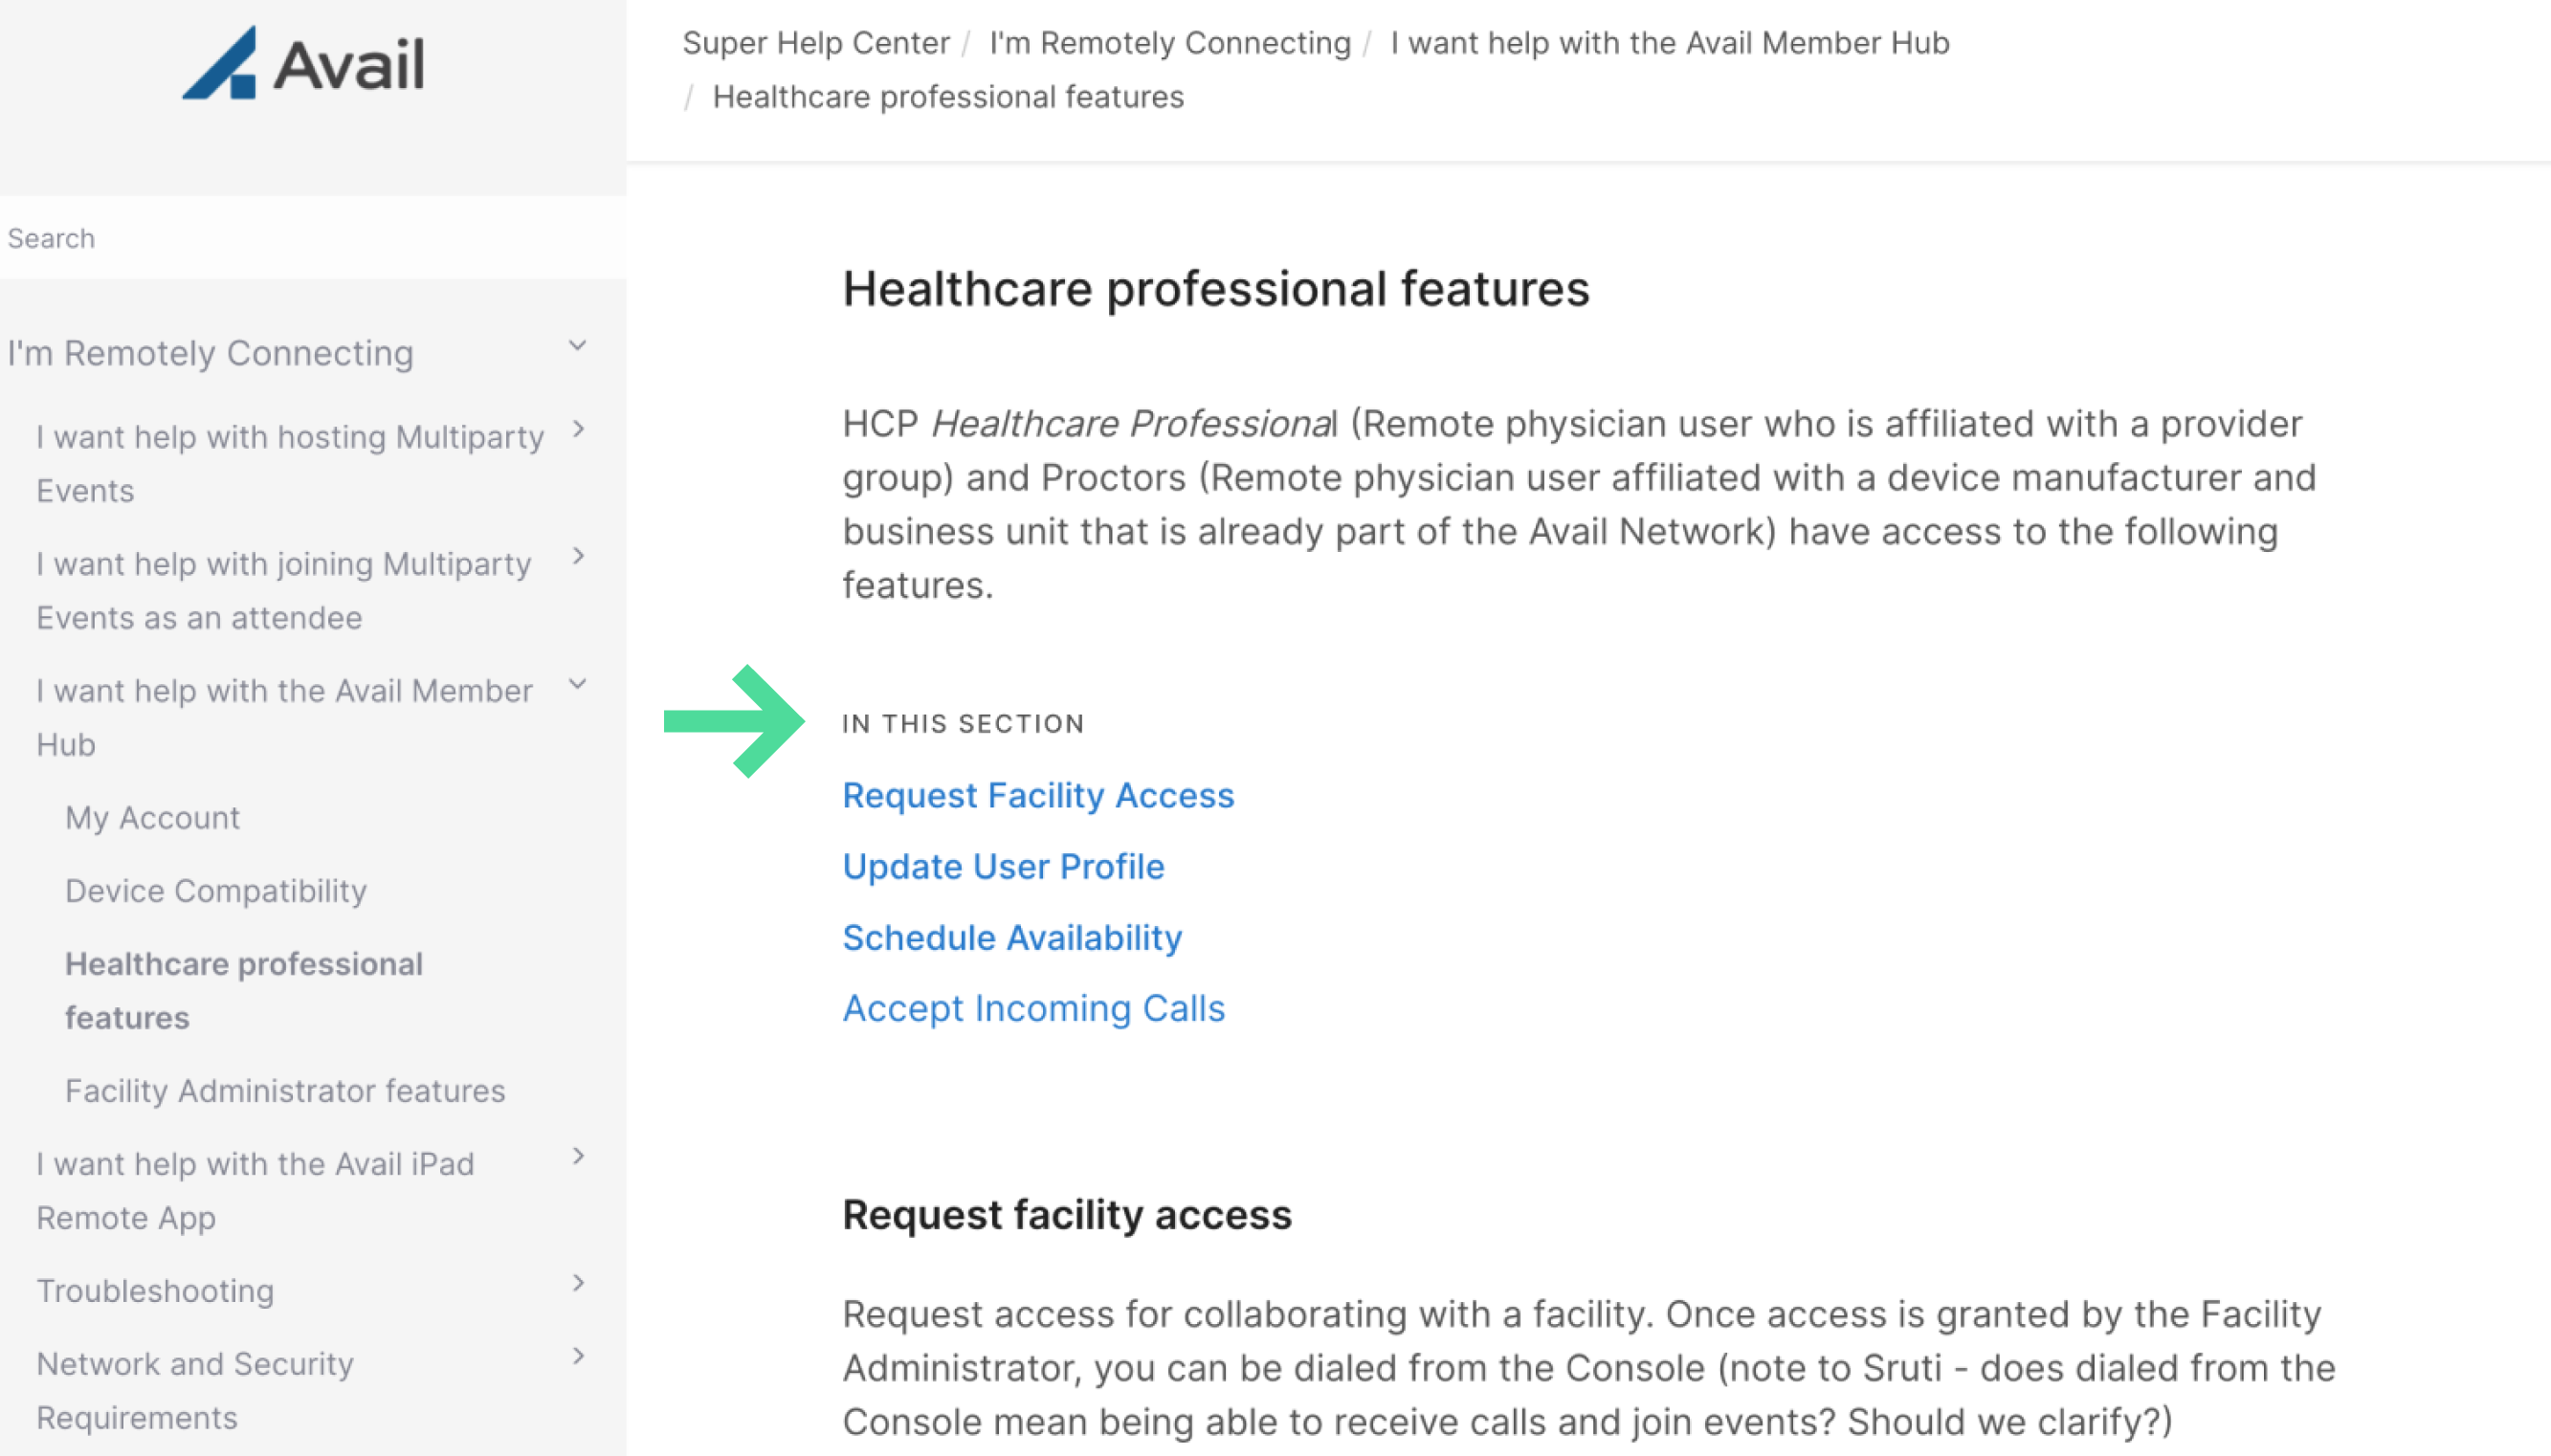 Avail
Search
I'm Remotely Connecting
I want help with hosting Multiparty
Events
I want help with joining Multiparty
Events as an attendee
I want help with the Avail Member
Hub
My Account
Device Compatibility
Healthcare professional
features
Facility Administrator features
I want help with the Avail iPad
Remote App
Troubleshooting
Network and Security
Requirements
Super Help Center / I'm Remotely Connecting / I want help with the Avail Member Hub
/ Healthcare professional features
Healthcare professional features
HCP Healthcare Professional (Remote physician user who is affiliated with a provider
group) and Proctors (Remote physician user affiliated with a device manufacturer and
business unit that is already part of the Avail Network) have access to the following
features.
IN THIS SECTION
Request Facility Access
Update User Profile
Schedule Availability
Accept Incoming Calls
Request facility access
Request access for collaborating with a facility. Once access is granted by the Facility
Administrator, you can be dialed from the Console (note to Sruti - does dialed from the
Console mean being able to receive calls and join events? Should we clarify?)